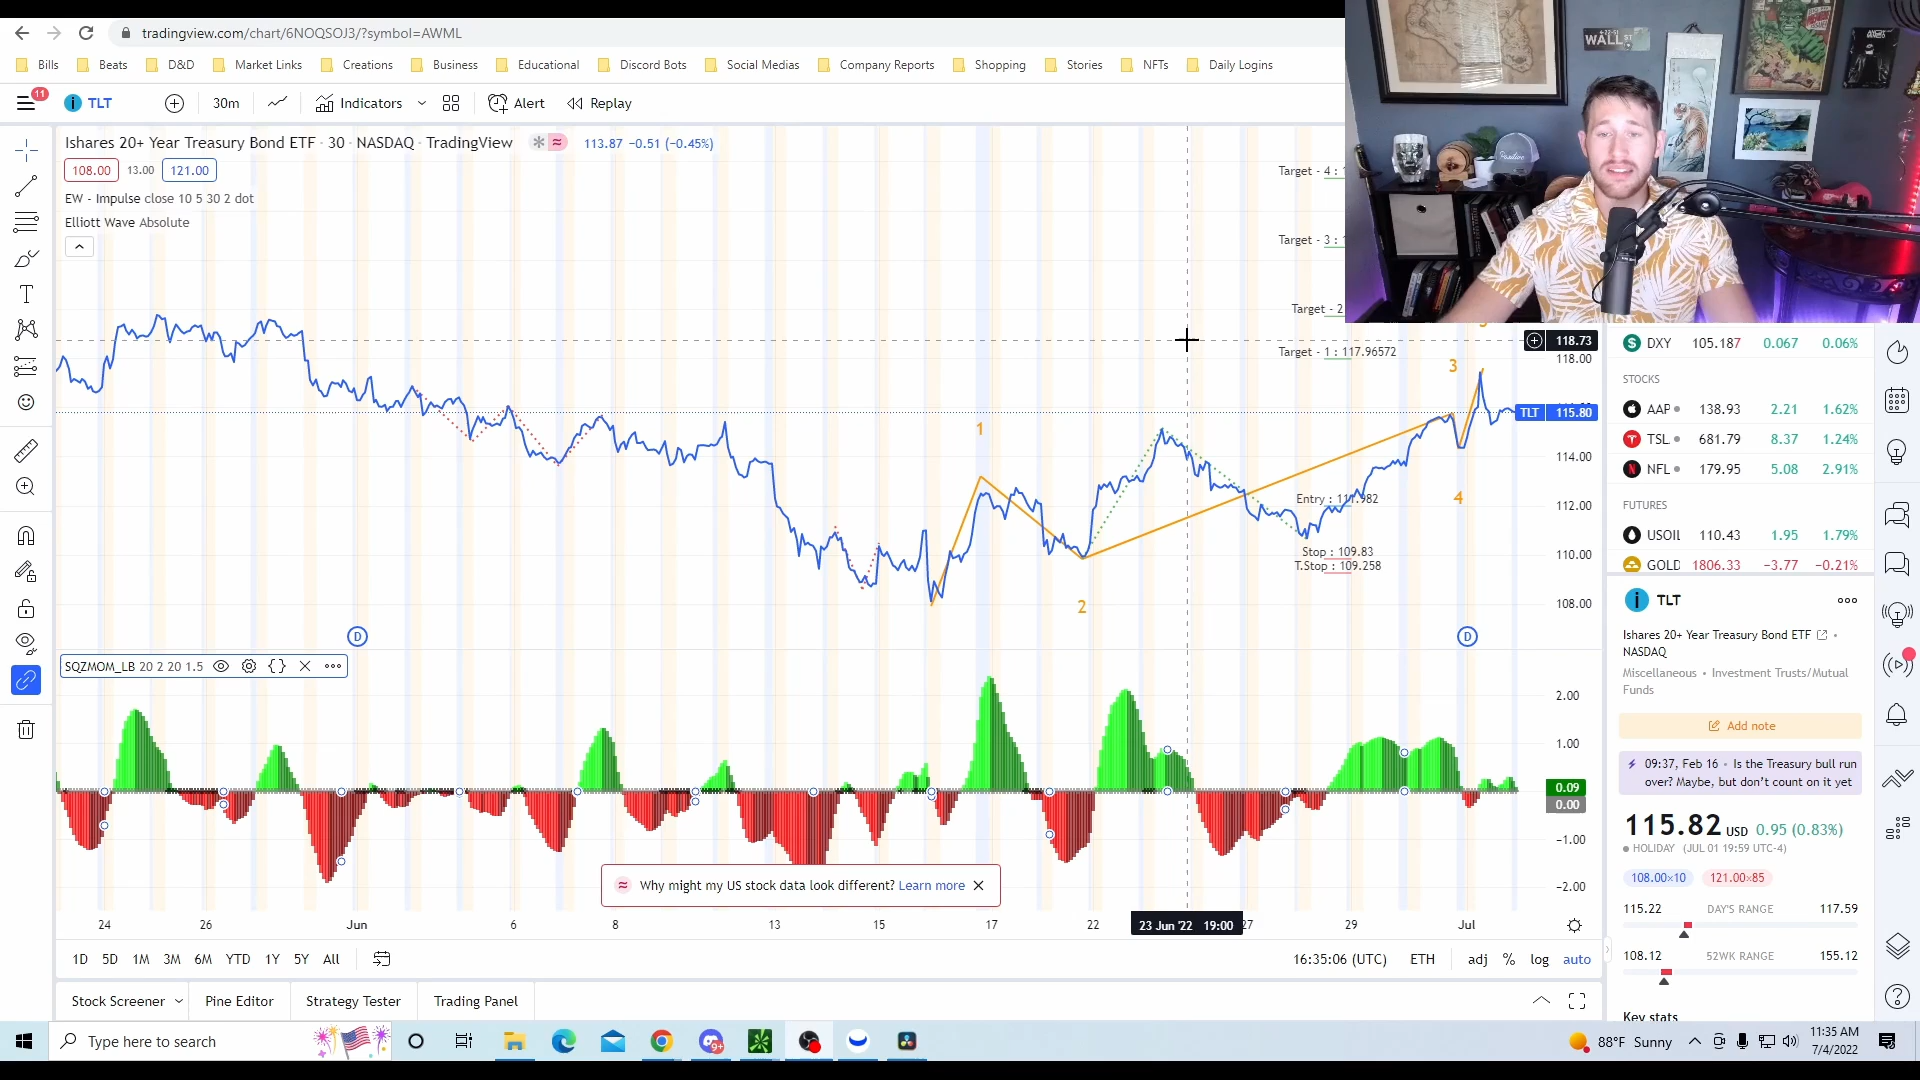 tradingview.com/chart/6NOQSOJ3/?symbol=AWML
Bills Beats D&D Market Links Creations Business Educational Discord Bots Social Medias Company Reports Shopping Stories NFTs Daily Logins
11
TLT 30m Indicators Alert Replay
Ishares 20+ Year Treasury Bond ETF · 30 · NASDAQ · TradingView 113.87 −0.51 (−0.45%)
108.00 13.00 121.00
EW - Impulse close 10 5 30 2 dot
Elliott Wave Absolute
WALL ST
Positive
Target - 4 : 1
Target - 3 : 1
Target - 2
Target - 1 : 117.96572
118.73
118.00
3
TLT 115.80
1
114.00
Entry : 111.982
4
112.00
Stop : 109.83
T.Stop : 109.258
110.00
2
108.00
D
D
SQZMOM_LB 20 2 20 1.5
2.00
1.00
0.09
0.00
−1.00
−2.00
Why might my US stock data look different? Learn more
24 26 Jun 6 8 13 15 17 22 23 Jun '22 19:00 27 29 Jul
1D 5D 1M 3M 6M YTD 1Y 5Y All 16:35:06 (UTC) ETH adj % log auto
Stock Screener Pine Editor Strategy Tester Trading Panel
DXY 105.187 0.067 0.06%
STOCKS
AAP 138.93 2.21 1.62%
TSL 681.79 8.37 1.24%
NFL 179.95 5.08 2.91%
FUTURES
USOIL 110.43 1.95 1.79%
GOLD 1806.33 −3.77 −0.21%
TLT
Ishares 20+ Year Treasury Bond ETF •
NASDAQ
Miscellaneous • Investment Trusts/Mutual
Funds
Add note
09:37, Feb 16 • Is the Treasury bull run
over? Maybe, but don't count on it yet
115.82 USD 0.95 (0.83%)
HOLIDAY (JUL 01 19:59 UTC-4)
108.00×10 121.00×85
115.22 DAY'S RANGE 117.59
108.12 52WK RANGE 155.12
Key stats
Type here to search
9+
88°F Sunny
11:35 AM
7/4/2022